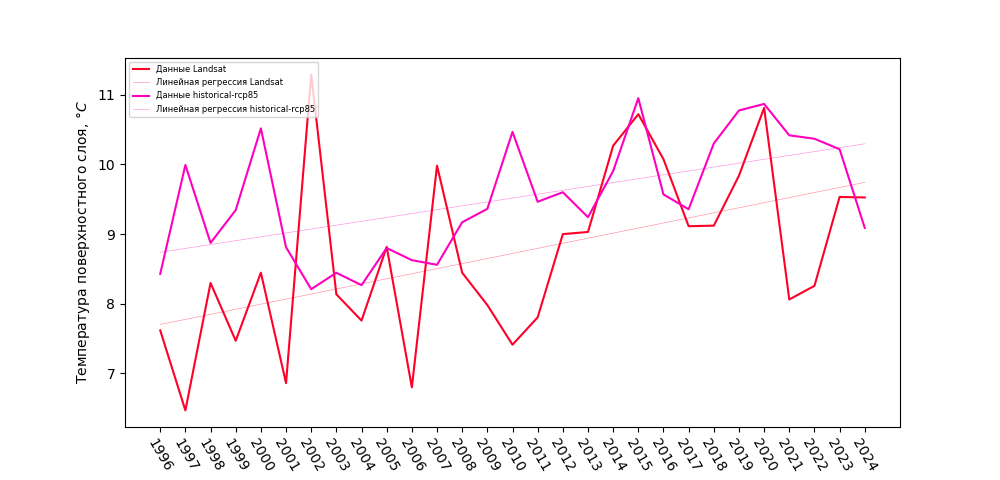 Данные Landsat
Линейная регрессия Landsat
Данные historical-rcp85
Линейная регрессия historical-rcp85
Температура поверхностного слоя, °C
11
10
9
8
7
1996 1997 1998 1999 2000 2001 2002 2003 2004 2005 2006 2007 2008 2009 2010 2011 2012 2013 2014 2015 2016 2017 2018 2019 2020 2021 2022 2023 2024